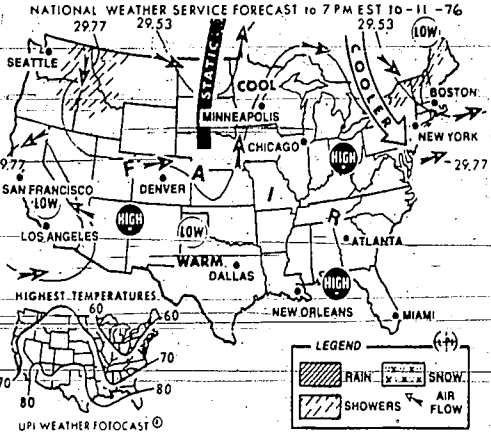 NATIONAL WEATHER SERVICE FORECAST to 7 PM EST 10-11-76
29.77 29.53 29.53
LOW
SEATTLE
STATIC
COOL
COOLER
MINNEAPOLIS
BOSTON
CHICAGO
NEW YORK
HIGH
29.77
9.77
F A I R
DENVER
SAN FRANCISCO
LOW
HIGH
LOS ANGELES
LOW
ATLANTA
WARM
DALLAS
HIGH
NEW ORLEANS
MIAMI
HIGHEST TEMPERATURES
60 60
70
70
80 80
LEGEND
RAIN SNOW
SHOWERS AIR FLOW
UPI WEATHER FOTOCAST ®